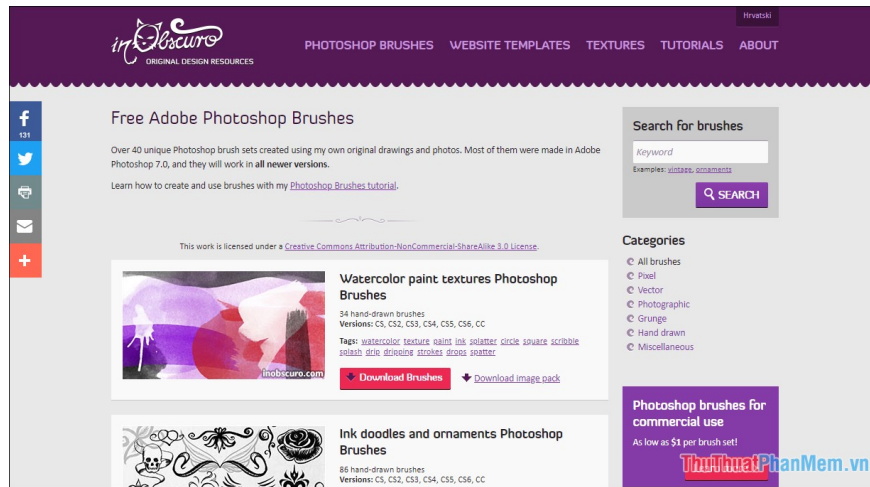 Hrvatski
inObscuro
ORIGINAL DESIGN RESOURCES
PHOTOSHOP BRUSHES WEBSITE TEMPLATES TEXTURES TUTORIALS ABOUT
131
Free Adobe Photoshop Brushes
Over 40 unique Photoshop brush sets created using my own original drawings and photos. Most of them were made in Adobe
Photoshop 7.0, and they will work in all newer versions.
Learn how to create and use brushes with my Photoshop Brushes tutorial.
This work is licensed under a Creative Commons Attribution-NonCommercial-ShareAlike 3.0 License.
Watercolor paint textures Photoshop
Brushes
34 hand-drawn brushes
Versions: CS, CS2, CS3, CS4, CS5, CS6, CC
Tags: watercolor texture paint ink splatter circle square scribble
splash drip dripping strokes drops spatter
Download Brushes Download image pack
inobscuro.com
Ink doodles and ornaments Photoshop
Brushes
86 hand-drawn brushes
Versions: CS, CS2, CS3, CS4, CS5, CS6, CC
Search for brushes
Keyword
Examples: vintage, ornaments
SEARCH
Categories
All brushes
Pixel
Vector
Photographic
Grunge
Hand drawn
Miscellaneous
Photoshop brushes for
commercial use
As low as $1 per brush set!
ThuThuatPhanMem.vn